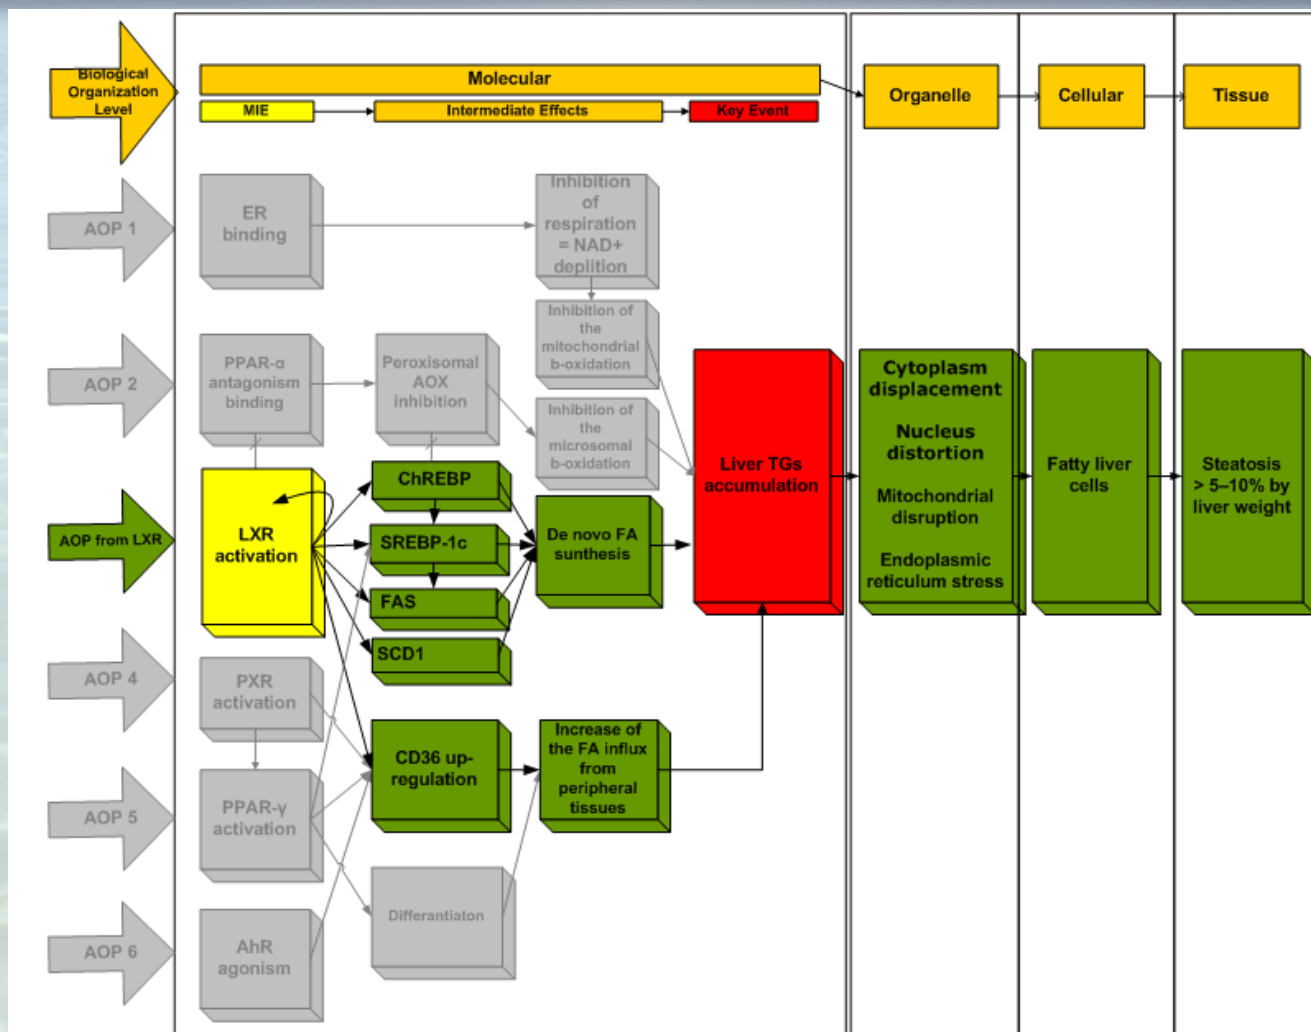 Biological
Organization
Level
Molecular
MIE
Intermediate Effects
Key Event
Organelle
Cellular
Tissue
AOP 1
ER
binding
Inhibition
of
respiration
= NAD+
deplition
Inhibition of
the
mitochondrial
b-oxidation
AOP 2
PPAR-α
antagonism
binding
Peroxisomal
AOX
inhibition
Inhibition of
the
microsomal
b-oxidation
AOP from LXR
LXR
activation
ChREBP
SREBP-1c
FAS
SCD1
De novo FA
sunthesis
Liver TGs
accumulation
Cytoplasm
displacement
Nucleus
distortion
Mitochondrial
disruption
Endoplasmic
reticulum stress
Fatty liver
cells
Steatosis
> 5–10% by
liver weight
AOP 4
PXR
activation
CD36 up-
regulation
Increase of
the FA influx
from
peripheral
tissues
AOP 5
PPAR-γ
activation
Differantiaton
AOP 6
AhR
agonism